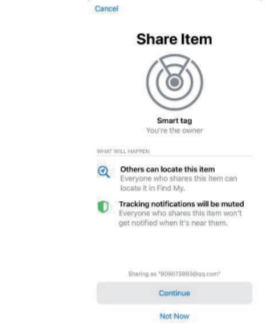 Cancel
Share Item
Smart tag
You're the owner
WHAT WILL HAPPEN
Others can locate this item
Everyone who shares this item can
locate it in Find My.
Tracking notifications will be muted
Everyone who shares this item won't
get notified when it's near them.
Sharing as
Continue
Not Now